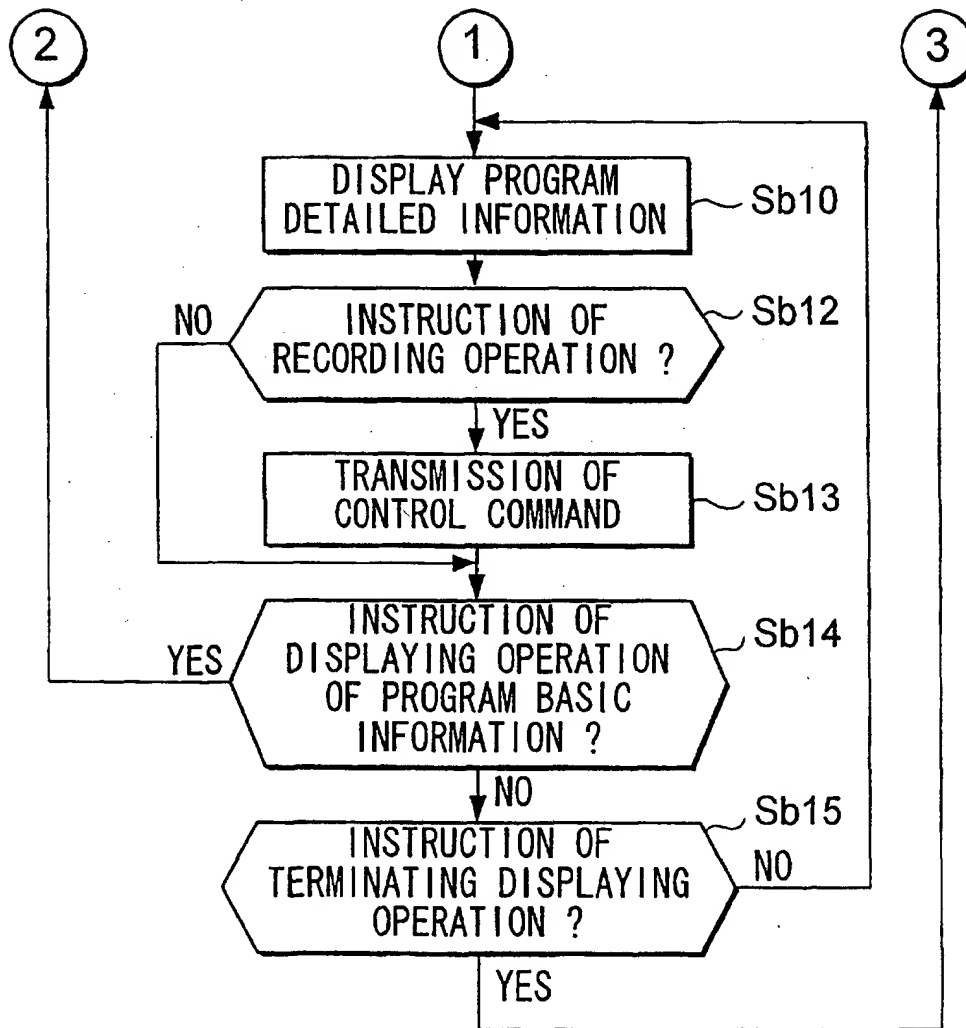 2
1
3
DISPLAY PROGRAM
DETAILED INFORMATION
Sb10
INSTRUCTION OF
RECORDING OPERATION ?
Sb12
NO
YES
TRANSMISSION OF
CONTROL COMMAND
Sb13
INSTRUCTION OF
DISPLAYING OPERATION
OF PROGRAM BASIC
INFORMATION ?
Sb14
YES
NO
INSTRUCTION OF
TERMINATING DISPLAYING
OPERATION ?
Sb15
NO
YES